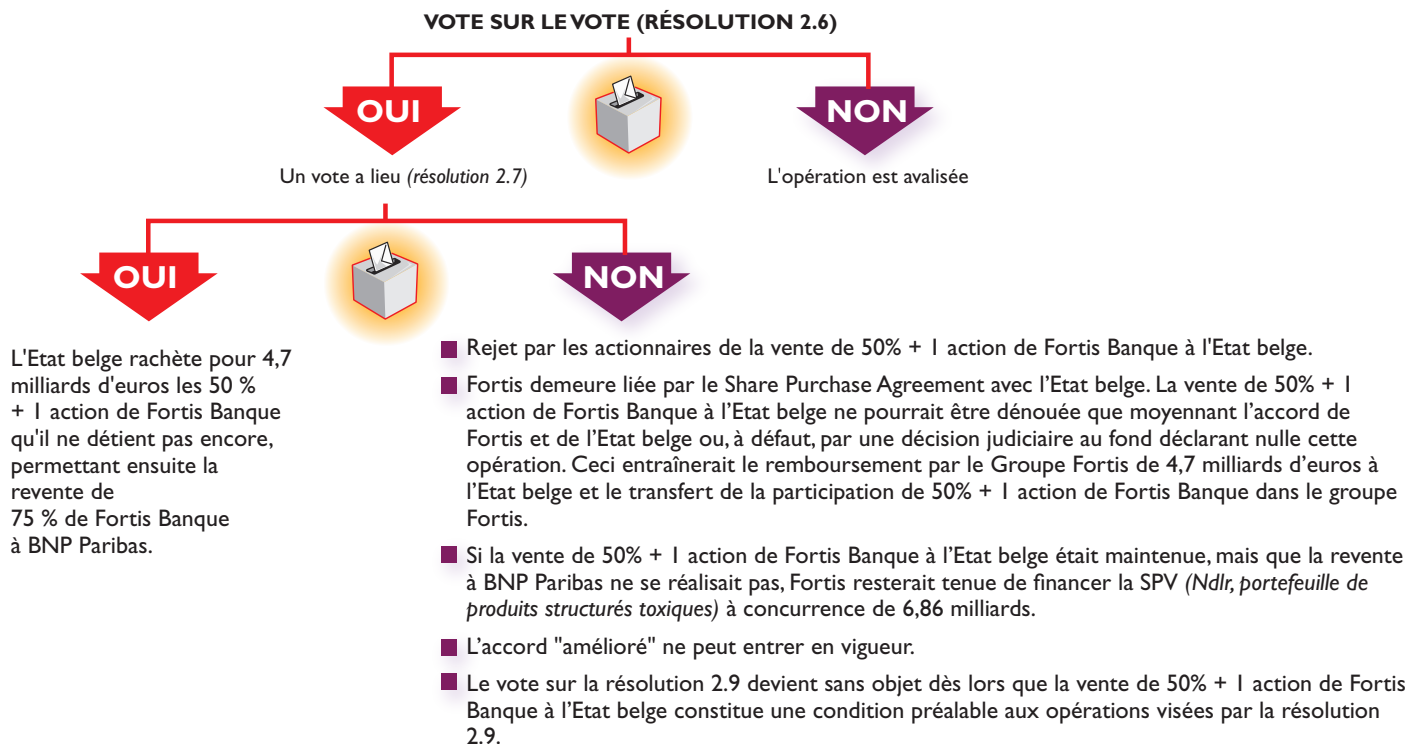 VOTE SUR LE VOTE (RÉSOLUTION 2.6)
OUI
NON
Un vote a lieu (résolution 2.7)
L'opération est avalisée
OUI
NON
L'Etat belge rachète pour 4,7
milliards d'euros les 50 %
+ 1 action de Fortis Banque
qu'il ne détient pas encore,
permettant ensuite la
revente de
75 % de Fortis Banque
à BNP Paribas.
Rejet par les actionnaires de la vente de 50% + 1 action de Fortis Banque à l'Etat belge.
Fortis demeure liée par le Share Purchase Agreement avec l’Etat belge. La vente de 50% + 1
action de Fortis Banque à l’Etat belge ne pourrait être dénouée que moyennant l’accord de
Fortis et de l’Etat belge ou, à défaut, par une décision judiciaire au fond déclarant nulle cette
opération. Ceci entraînerait le remboursement par le Groupe Fortis de 4,7 milliards d’euros à
l’Etat belge et le transfert de la participation de 50% + 1 action de Fortis Banque dans le groupe
Fortis.
Si la vente de 50% + 1 action de Fortis Banque à l’Etat belge était maintenue, mais que la revente
à BNP Paribas ne se réalisait pas, Fortis resterait tenue de financer la SPV (Ndlr, portefeuille de
produits structurés toxiques) à concurrence de 6,86 milliards.
L’accord "amélioré" ne peut entrer en vigueur.
Le vote sur la résolution 2.9 devient sans objet dès lors que la vente de 50% + 1 action de Fortis
Banque à l’Etat belge constitue une condition préalable aux opérations visées par la résolution
2.9.